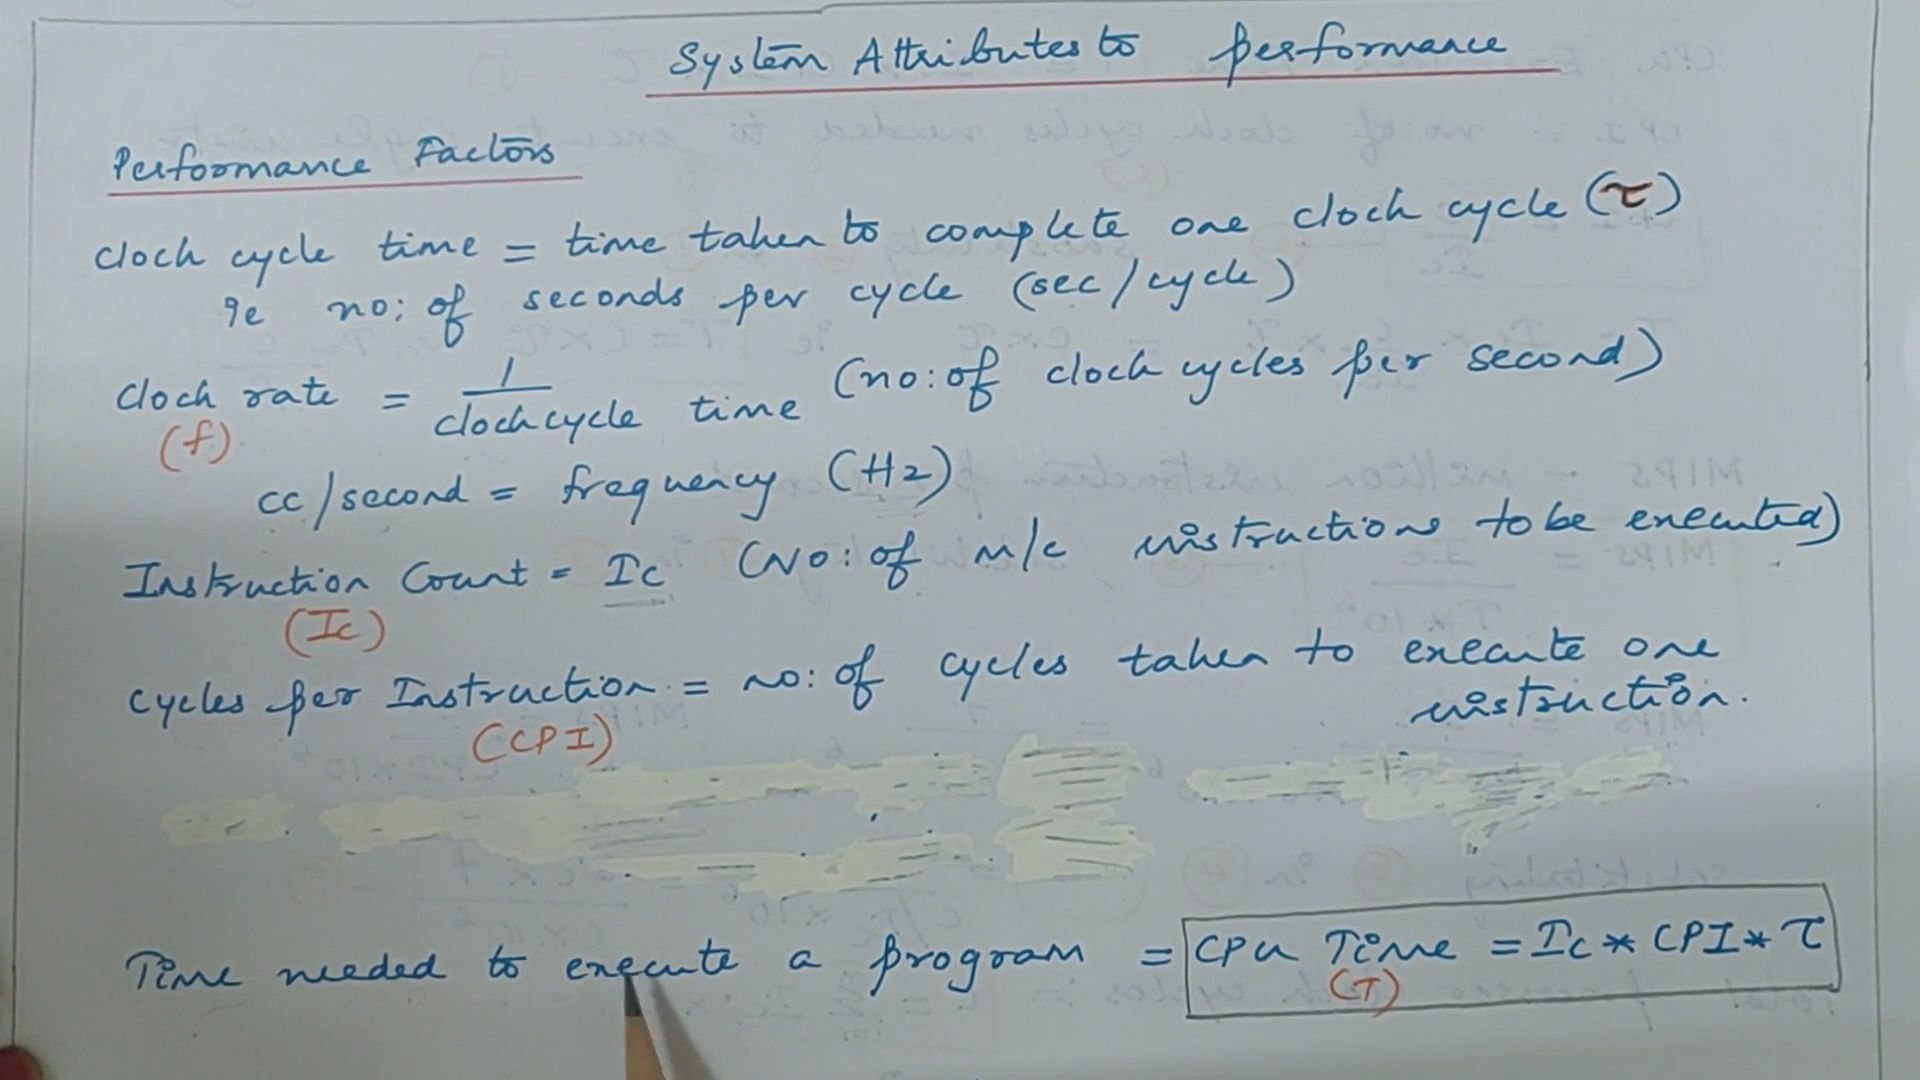 System Attributes to performance
Performance Factors
Clock cycle time = time taken to complete one clock cycle (τ)
ie no: of seconds per cycle (sec/cycle)
Clock rate = 1 / clock cycle time (no: of clock cycles per second)
(f)
cc/second = frequency (Hz)
Instruction Count = Ic (No: of m/c instructions to be executed)
(Ic)
Cycles per Instruction = no: of cycles taken to execute one
instruction.
(CPI)
Time needed to execute a program = CPU Time = Ic * CPI * τ
(T)